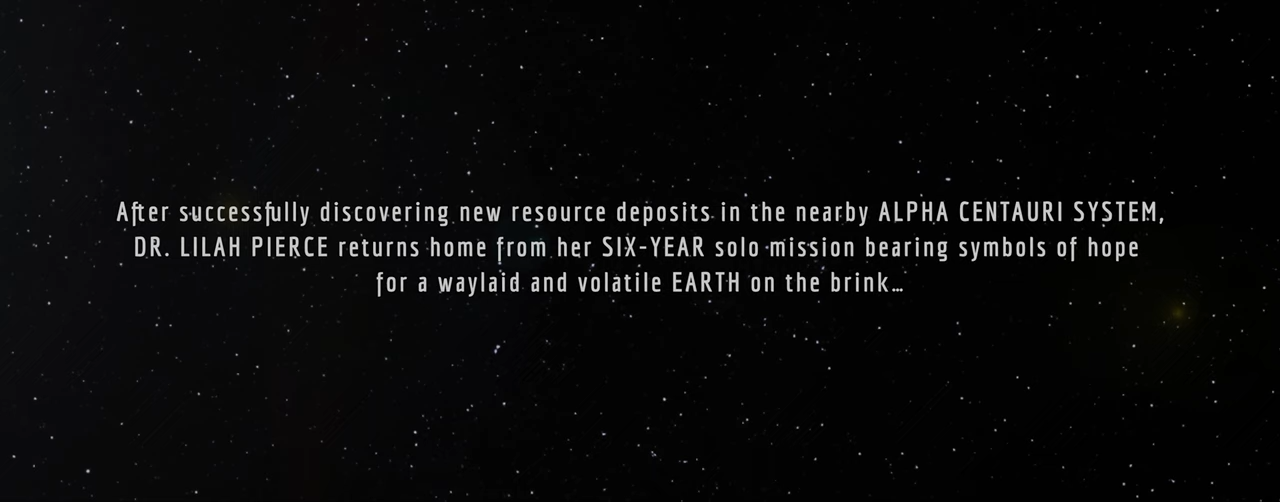 After successfully discovering new resource deposits in the nearby ALPHA CENTAURI SYSTEM,
DR. LILAH PIERCE returns home from her SIX-YEAR solo mission bearing symbols of hope
for a waylaid and volatile EARTH on the brink…